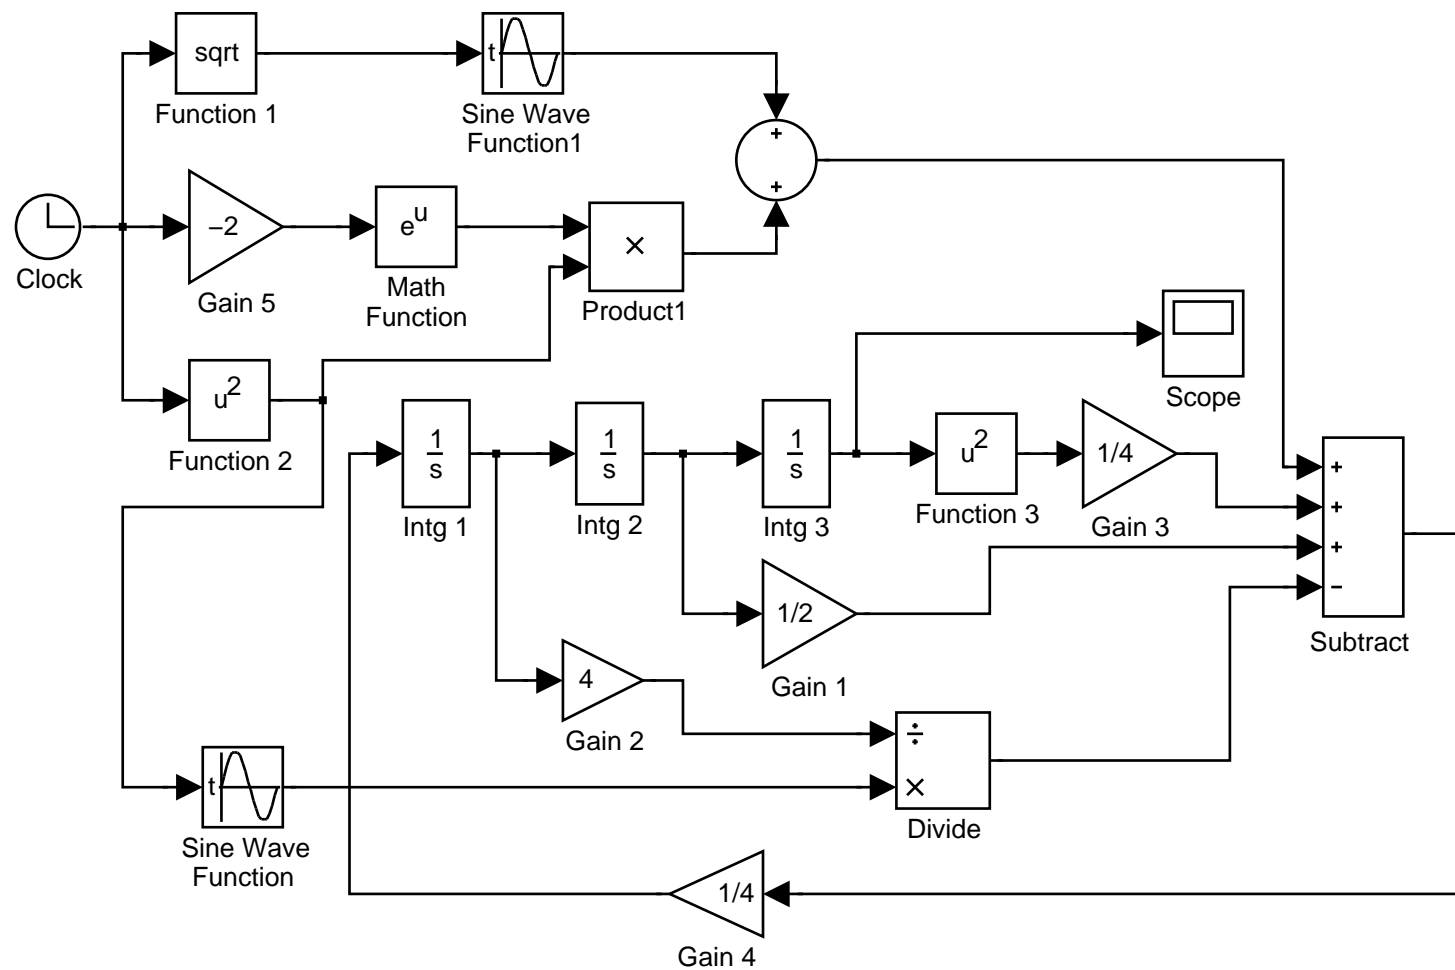 sqrt
Function 1
t
Sine Wave
Function1
+
+
Clock
−2
Gain 5
e^u
Math
Function
×
Product1
Scope
u^2
Function 2
1
s
Intg 1
1
s
Intg 2
1
s
Intg 3
u^2
Function 3
1/4
Gain 3
+
+
+
−
Subtract
1/2
Gain 1
4
Gain 2
÷
×
Divide
t
Sine Wave
Function
1/4
Gain 4